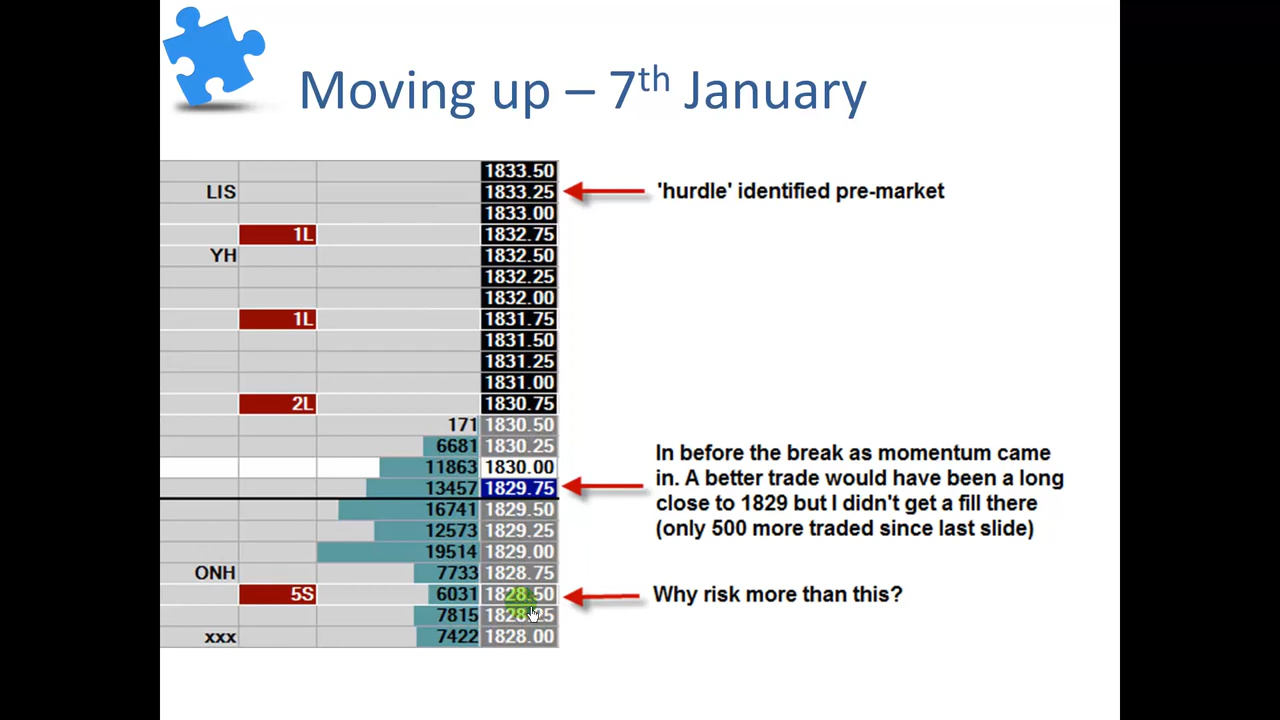 Moving up – 7th January
1833.50
LIS 1833.25 'hurdle' identified pre-market
1833.00
1L 1832.75
YH 1832.50
1832.25
1832.00
1L 1831.75
1831.50
1831.25
1831.00
2L 1830.75
171 1830.50
6681 1830.25
11863 1830.00
13457 1829.75
16741 1829.50
12573 1829.25
19514 1829.00
ONH 7733 1828.75
5S 6031 1828.50
7815 1828.25
xxx 7422 1828.00
In before the break as momentum came
in. A better trade would have been a long
close to 1829 but I didn't get a fill there
(only 500 more traded since last slide)
Why risk more than this?